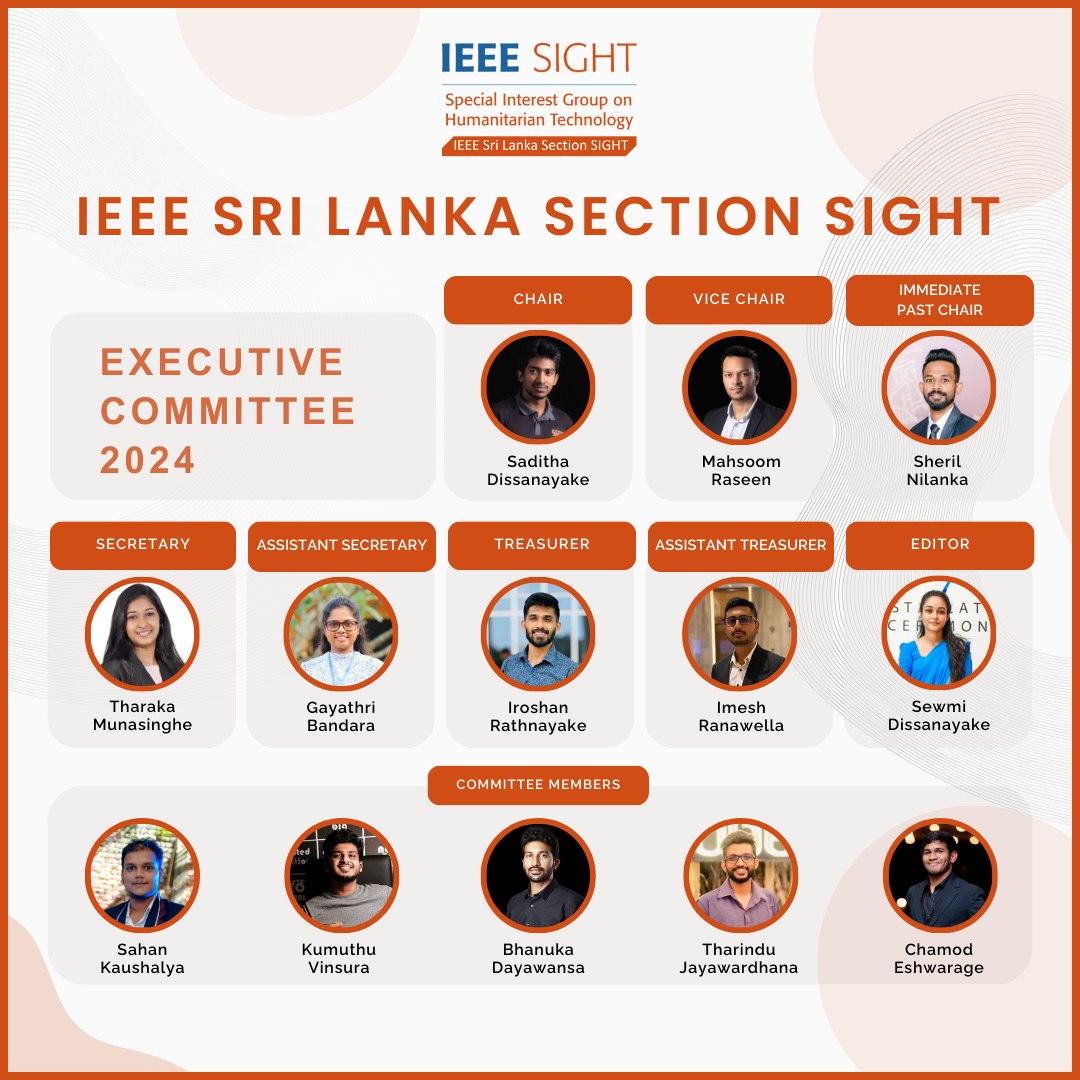 IEEE SIGHT
Special Interest Group on
Humanitarian Technology
IEEE Sri Lanka Section SIGHT
IEEE SRI LANKA SECTION SIGHT
EXECUTIVE
COMMITTEE
2024
CHAIR
Saditha
Dissanayake
VICE CHAIR
Mahsoom
Raseen
IMMEDIATE
PAST CHAIR
Sheril
Nilanka
SECRETARY
Tharaka
Munasinghe
ASSISTANT SECRETARY
Gayathri
Bandara
TREASURER
Iroshan
Rathnayake
ASSISTANT TREASURER
Imesh
Ranawella
EDITOR
Sewmi
Dissanayake
COMMITTEE MEMBERS
Sahan
Kaushalya
Kumuthu
Vinsura
Bhanuka
Dayawansa
Tharindu
Jayawardhana
Chamod
Eshwarage